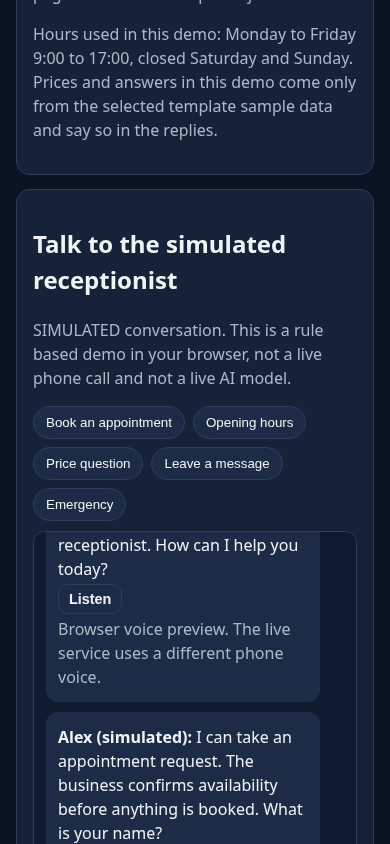 Hours used in this demo: Monday to Friday
9:00 to 17:00, closed Saturday and Sunday.
Prices and answers in this demo come only
from the selected template sample data
and say so in the replies.
Talk to the simulated
receptionist
SIMULATED conversation. This is a rule
based demo in your browser, not a live
phone call and not a live AI model.
Book an appointment
Opening hours
Price question
Leave a message
Emergency
receptionist. How can I help you
today?
Listen
Browser voice preview. The live
service uses a different phone
voice.
Alex (simulated): I can take an
appointment request. The
business confirms availability
before anything is booked. What
is your name?